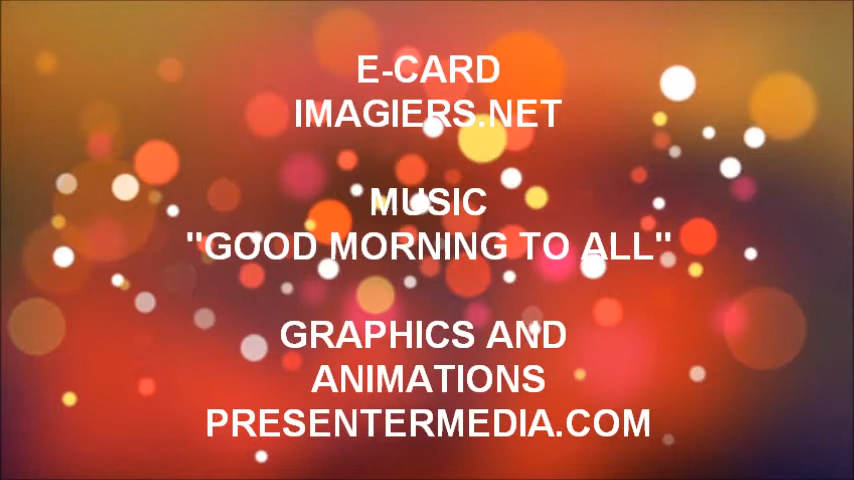 E-CARD
IMAGIERS.NET
MUSIC
"GOOD MORNING TO ALL"
GRAPHICS AND
ANIMATIONS
PRESENTERMEDIA.COM